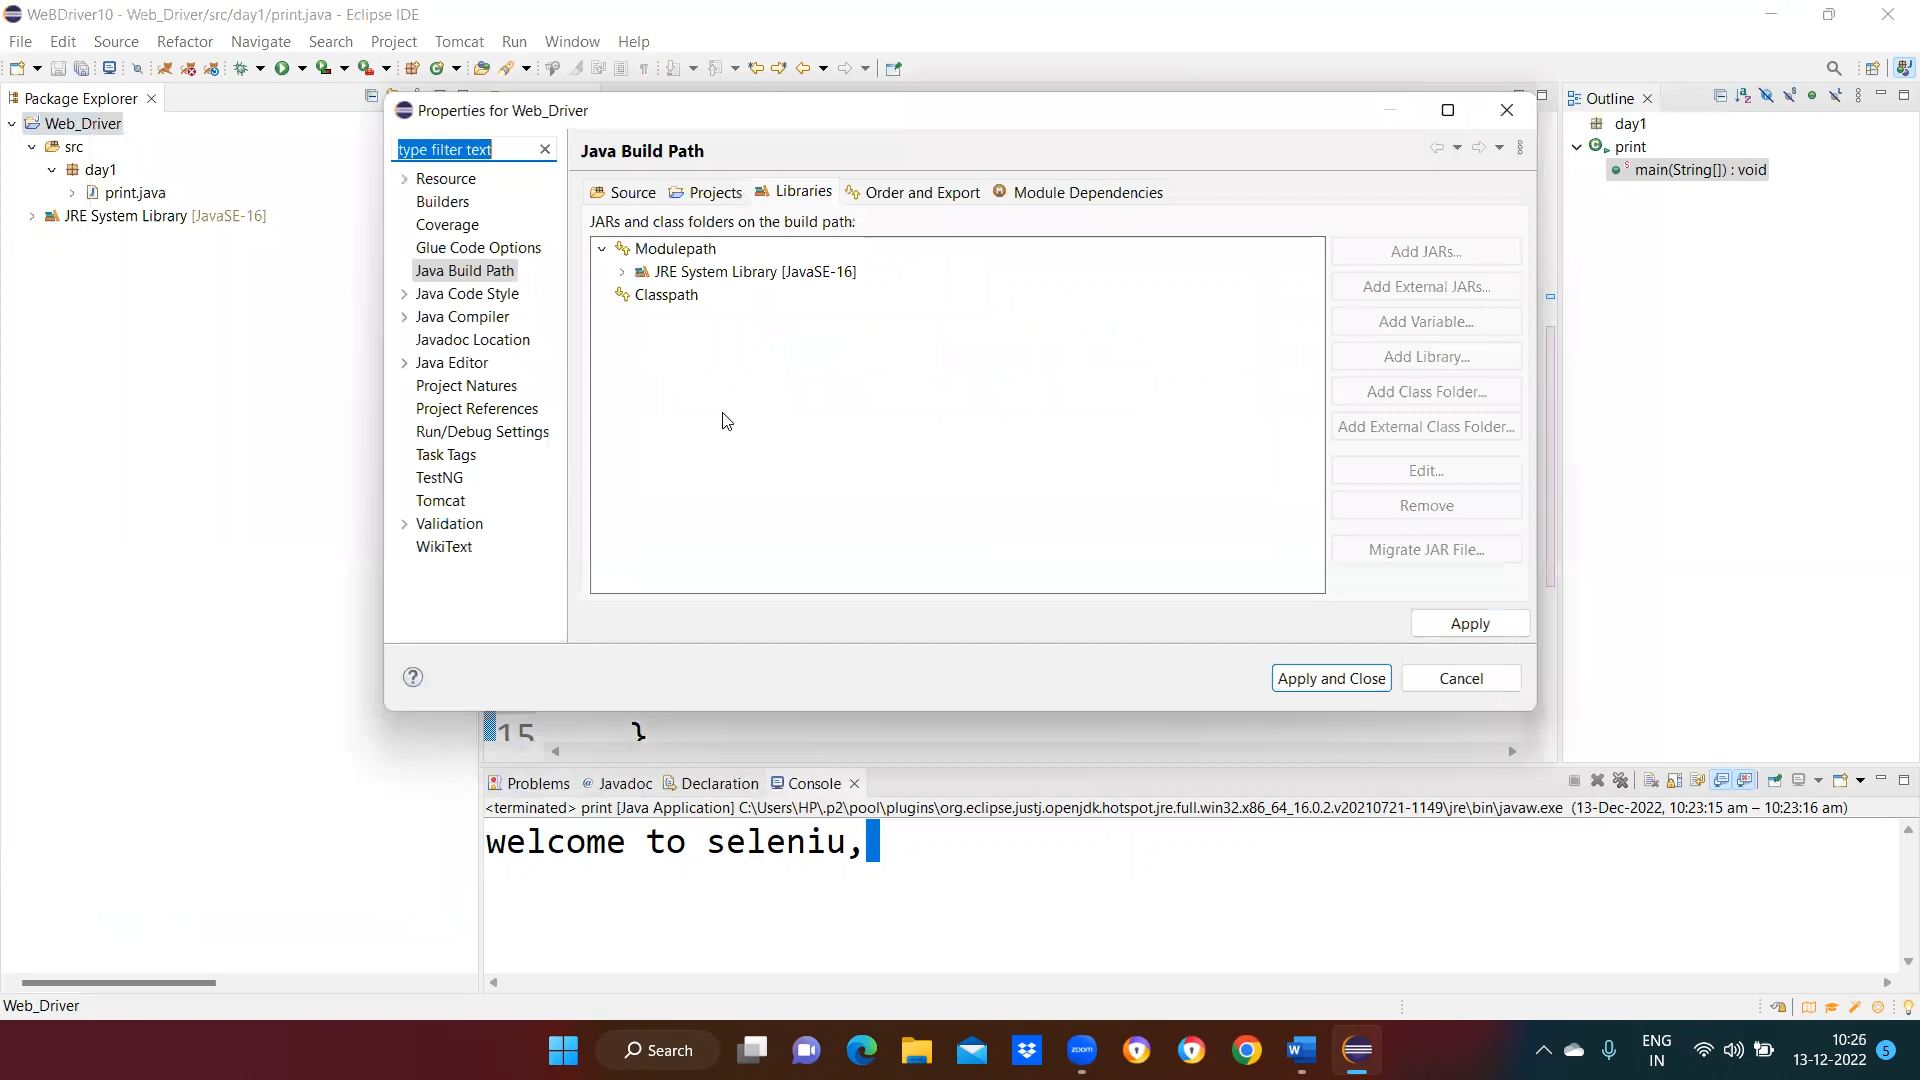 WeBDriver10 - Web_Driver/src/day1/print.java - Eclipse IDE
File Edit Source Refactor Navigate Search Project Tomcat Run Window Help
Package Explorer
Web_Driver
src
day1
print.java
JRE System Library [JavaSE-16]
Properties for Web_Driver
type filter text
Resource
Builders
Coverage
Glue Code Options
Java Build Path
Java Code Style
Java Compiler
Javadoc Location
Java Editor
Project Natures
Project References
Run/Debug Settings
Task Tags
TestNG
Tomcat
Validation
WikiText
Java Build Path
Source Projects Libraries Order and Export Module Dependencies
JARs and class folders on the build path:
Modulepath
JRE System Library [JavaSE-16]
Classpath
Add JARs...
Add External JARs...
Add Variable...
Add Library...
Add Class Folder...
Add External Class Folder...
Edit...
Remove
Migrate JAR File...
Apply
Apply and Close Cancel
Outline
day1
print
main(String[]) : void
15 }
Problems Javadoc Declaration Console
<terminated> print [Java Application] C:\Users\HP\.p2\pool\plugins\org.eclipse.justj.openjdk.hotspot.jre.full.win32.x86_64_16.0.2.v20210721-1149\jre\bin\javaw.exe (13-Dec-2022, 10:23:15 am – 10:23:16 am)
welcome to seleniu,
Web_Driver
Search
zoom
ENG
IN
10:26
13-12-2022
5